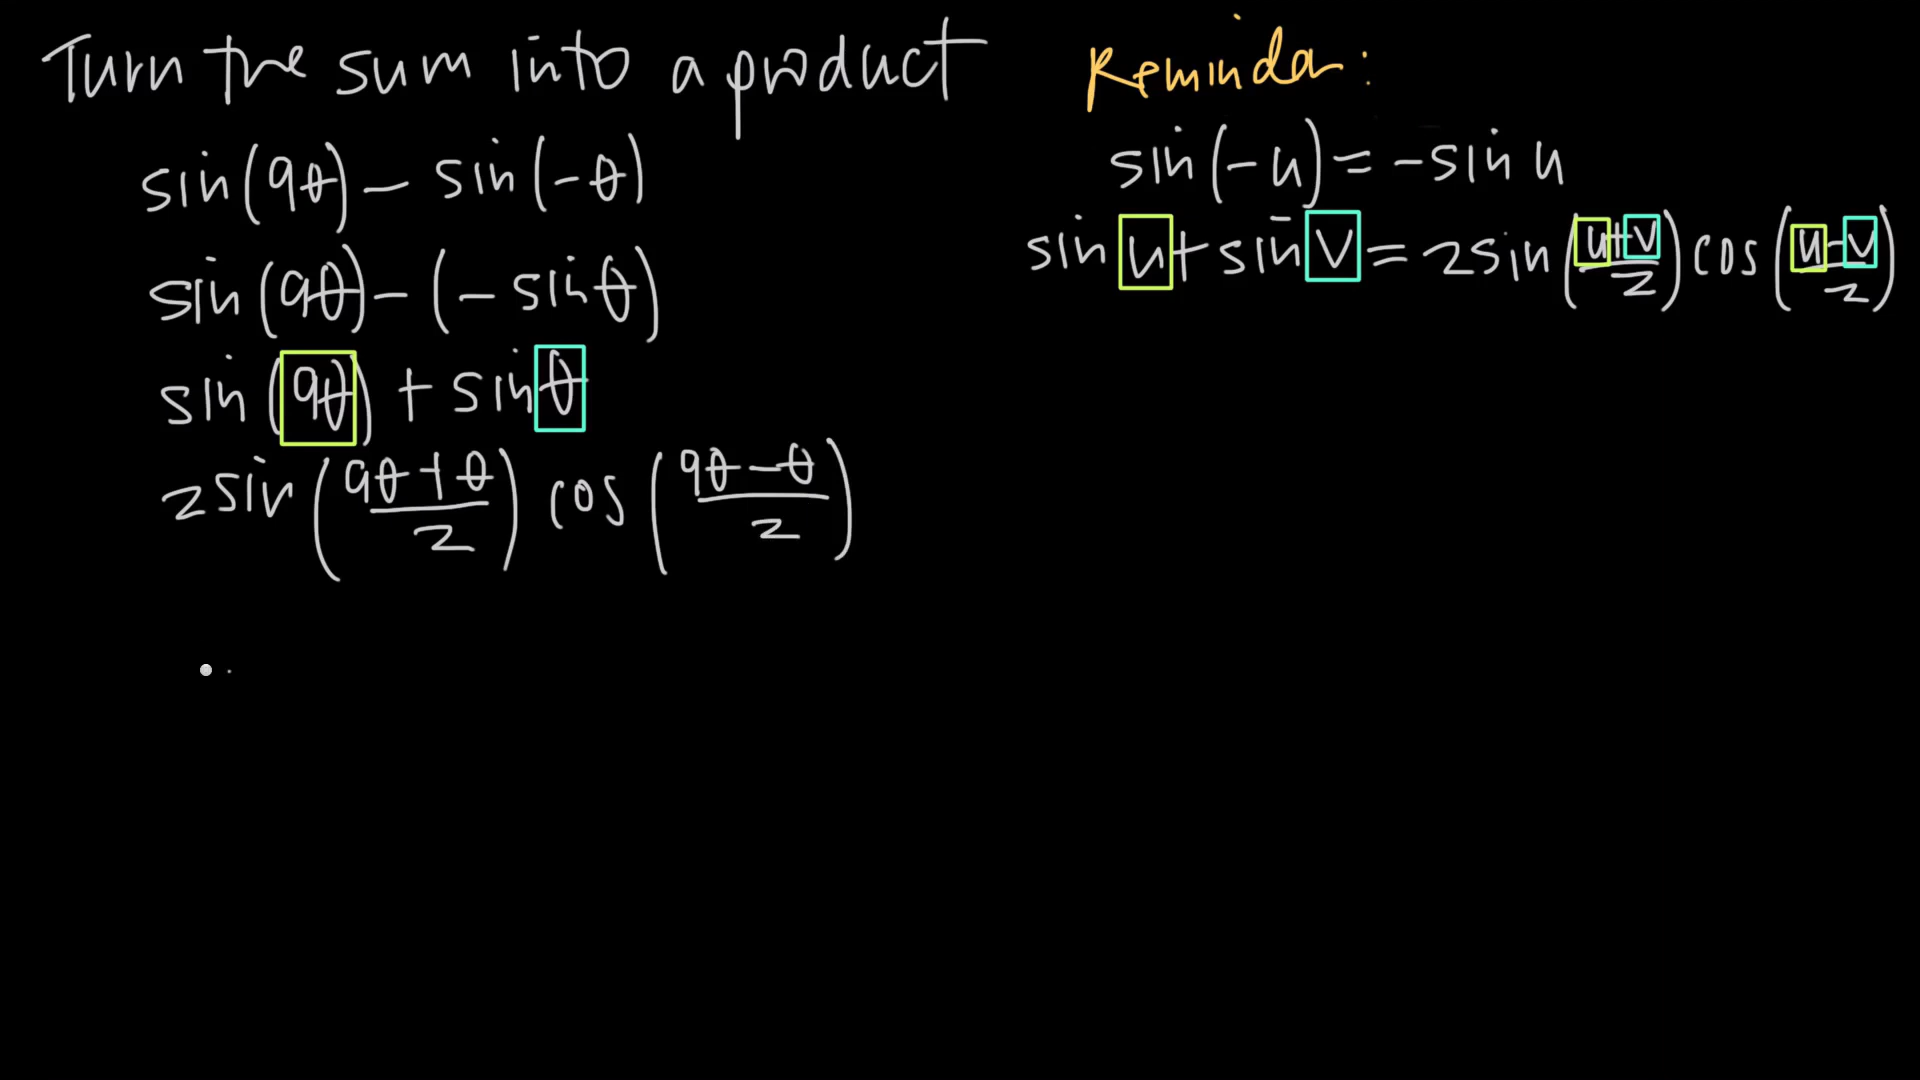 Turn the sum into a product
sin(9θ) - sin(-θ)
sin(9θ) - (-sinθ)
sin(9θ) + sinθ
2sin((9θ+θ)/2) cos((9θ-θ)/2)
Reminder:
sin(-u) = -sin u
sin u + sin v = 2sin((u+v)/2) cos((u-v)/2)